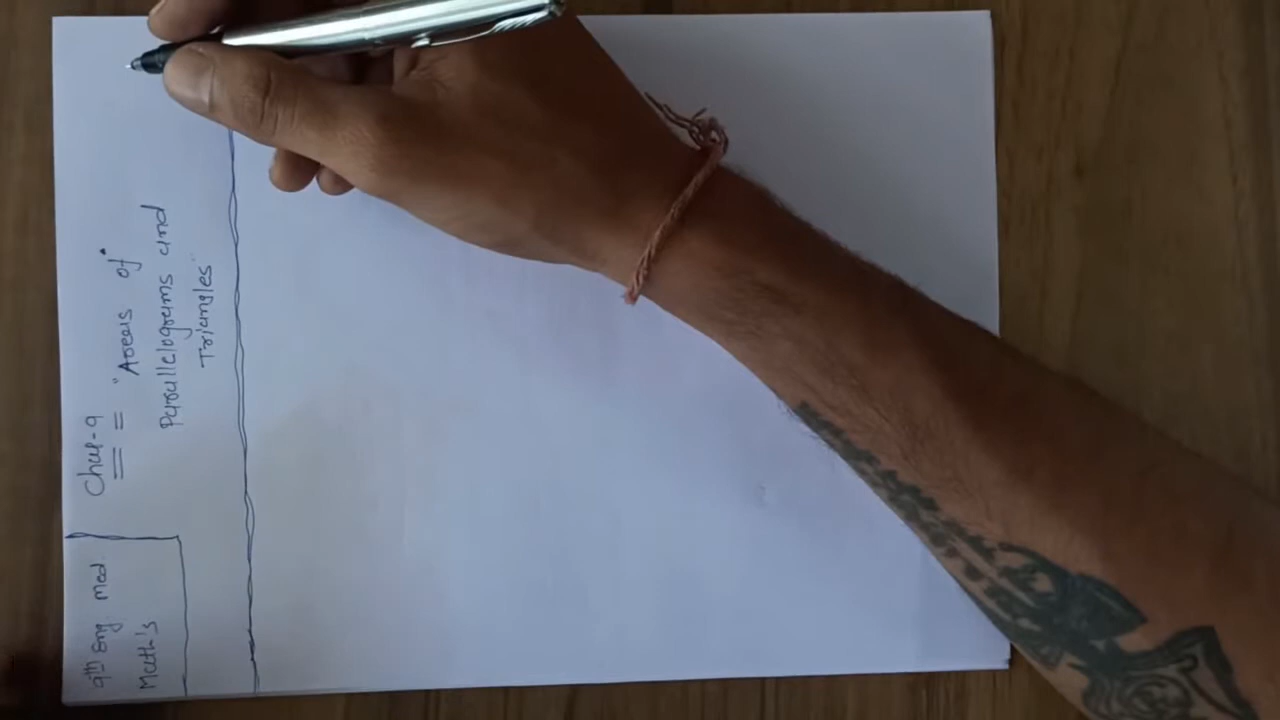 9th Eng Med
Math's
Chap-9
"Areas of
Parallelograms and
Triangles"